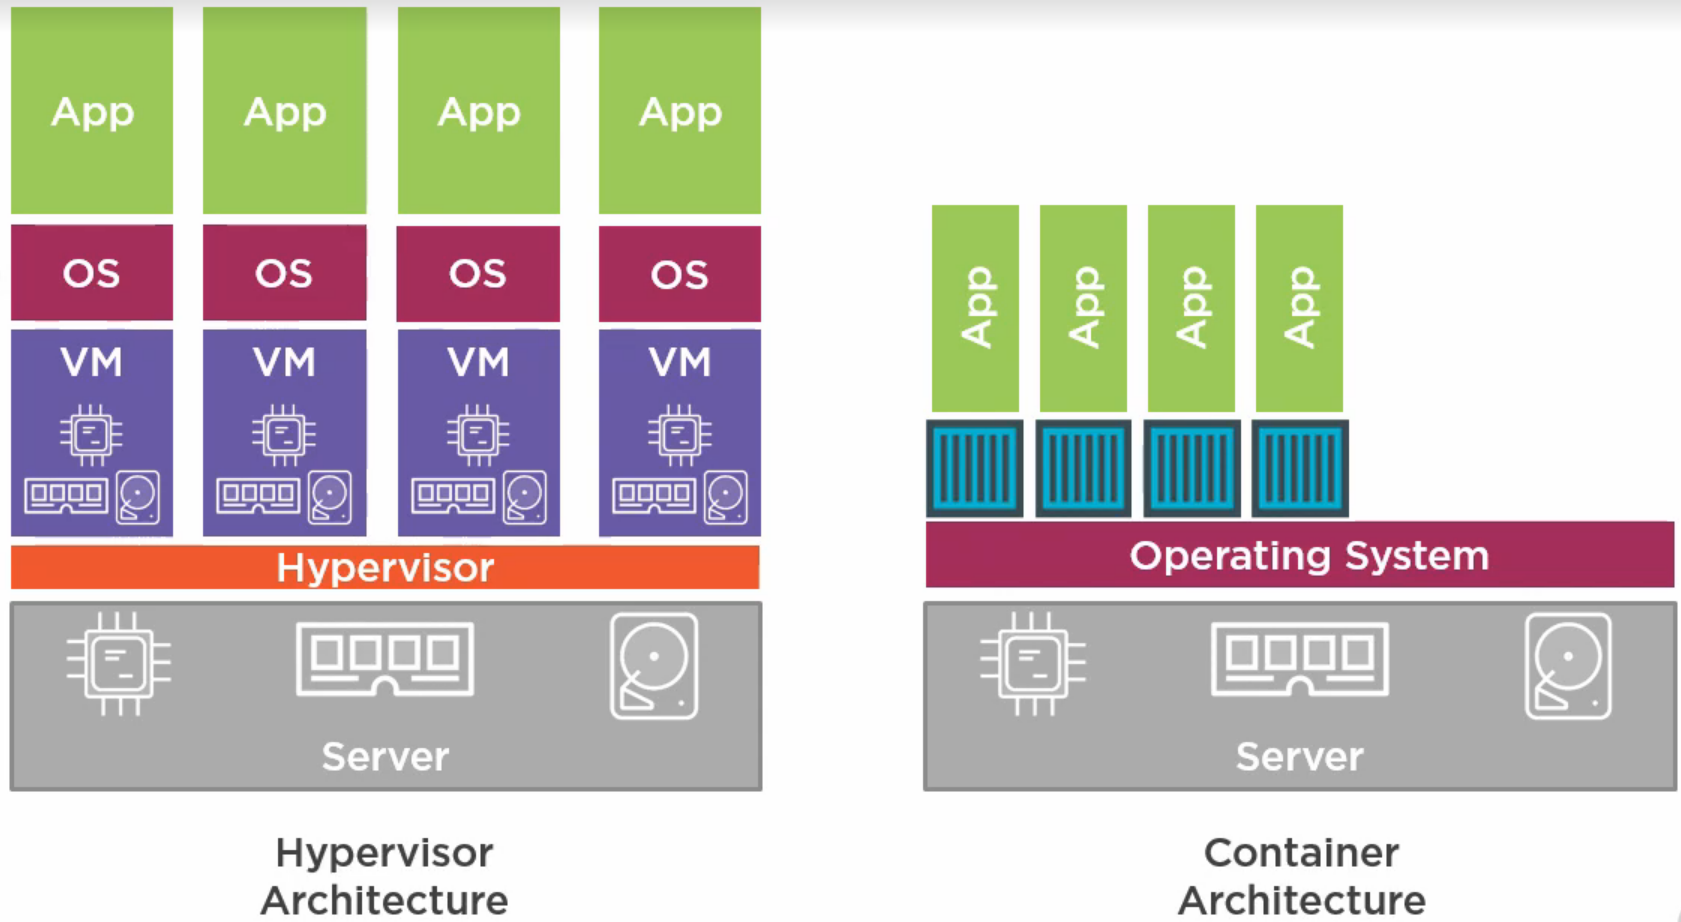 App
App
App
App
OS
OS
OS
OS
VM
VM
VM
VM
Hypervisor
Server
Hypervisor
Architecture
App
App
App
App
Operating System
Server
Container
Architecture